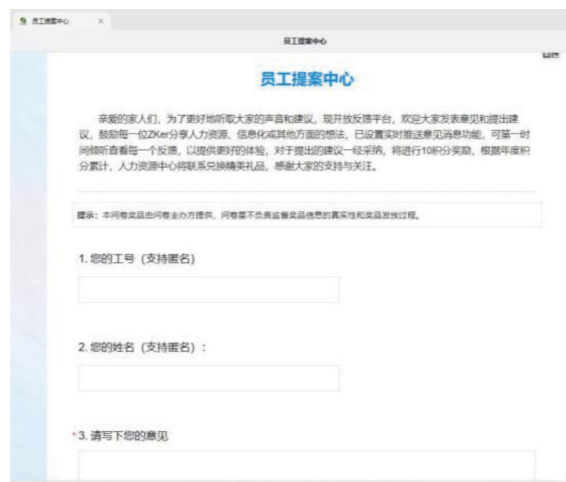 员工提案中心 ×
员工提案中心
员工提案中心
亲爱的家人们，为了更好地听取大家的声音和建议，现开放反馈平台，欢迎大家发表意见和提出建
议，鼓励每一位ZKer分享人力资源、信息化或其他方面的想法，已设置实时推送意见消息功能，可第一时
间倾听查看每一个反馈，以提供更好的体验，对于提出的建议一经采纳，将进行10积分奖励，根据年度积
分累计，人力资源中心将联系兑换精美礼品，感谢大家的支持与关注。
提示：本问卷奖品由问卷主办方提供，问卷星不负责监督奖品信息的真实性和奖品发放过程。
1. 您的工号（支持匿名）
2. 您的姓名（支持匿名）：
*3. 请写下您的意见